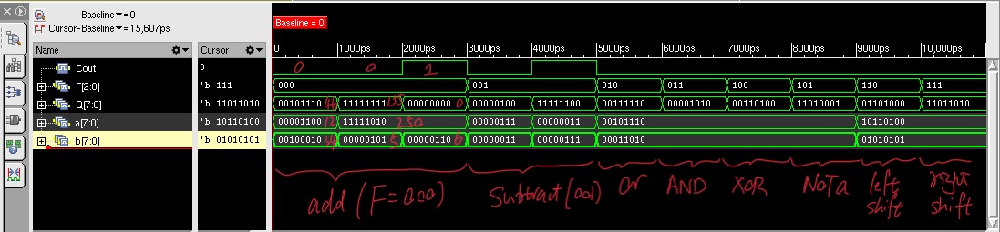 Baseline = 0
Cursor-Baseline = 15,607ps
Baseline = 0
Name
Cursor
0
1000ps
2000ps
3000ps
4000ps
5000ps
6000ps
7000ps
8000ps
9000ps
10,000ps
Cout
0
0
0
1
F[2:0]
'b 111
000
001
010
011
100
101
110
111
Q[7:0]
'b 11011010
00101110
46
11111111
255
00000000
0
00000000
11111100
00111110
00001010
00110100
11010001
01101000
11011010
a[7:0]
'b 10110100
00001100
12
11111010
250
00000011
00000011
00101110
10110100
b[7:0]
'b 01010101
00100010
34
00000101
5
00000110
6
00000011
00000111
00011010
01010101
add (F=000)
Subtract (001)
or
AND
XOR
NOTa
left shift
right shift